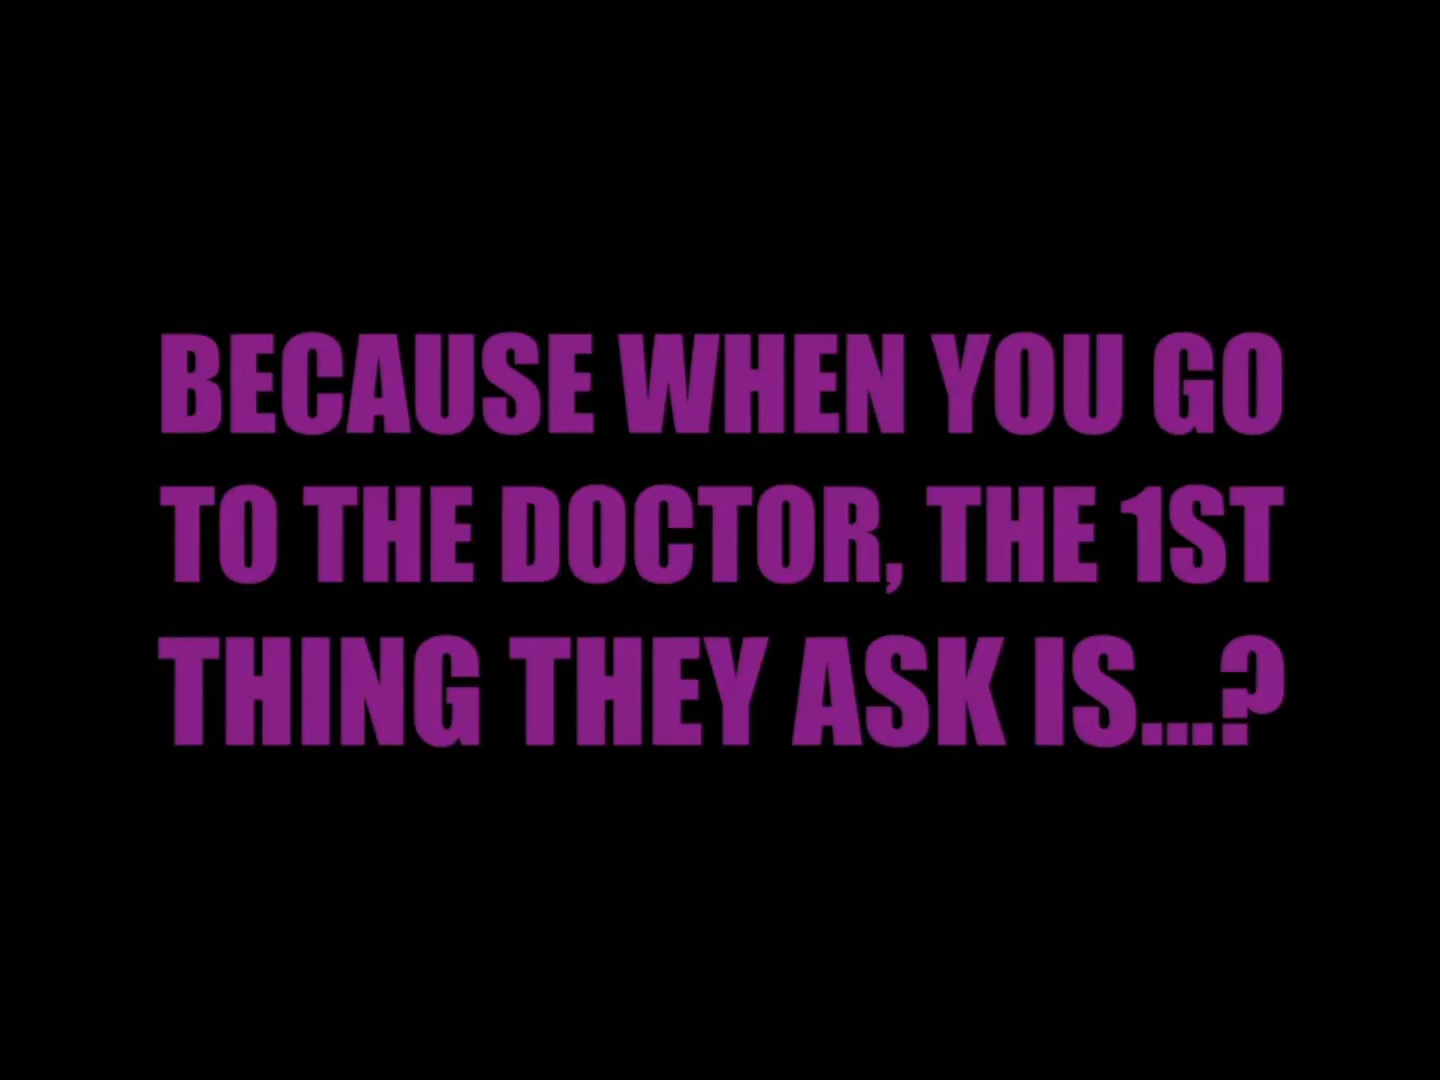 BECAUSE WHEN YOU GO
TO THE DOCTOR, THE 1ST
THING THEY ASK IS...?